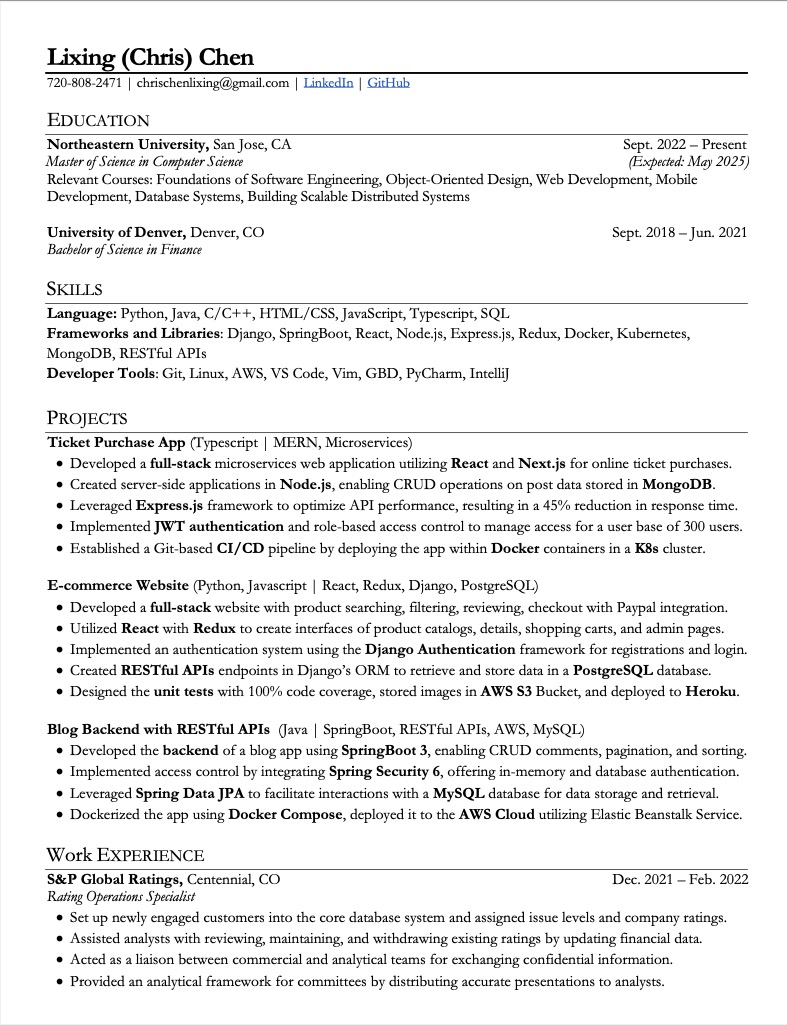 Lixing (Chris) Chen
720-808-2471 | chrischenlixing@gmail.com | LinkedIn | GitHub
EDUCATION
Northeastern University, San Jose, CA Sept. 2022 – Present
Master of Science in Computer Science (Expected: May 2025)
Relevant Courses: Foundations of Software Engineering, Object-Oriented Design, Web Development, Mobile
Development, Database Systems, Building Scalable Distributed Systems
University of Denver, Denver, CO Sept. 2018 – Jun. 2021
Bachelor of Science in Finance
SKILLS
Language: Python, Java, C/C++, HTML/CSS, JavaScript, Typescript, SQL
Frameworks and Libraries: Django, SpringBoot, React, Node.js, Express.js, Redux, Docker, Kubernetes,
MongoDB, RESTful APIs
Developer Tools: Git, Linux, AWS, VS Code, Vim, GBD, PyCharm, IntelliJ
PROJECTS
Ticket Purchase App (Typescript | MERN, Microservices)
• Developed a full-stack microservices web application utilizing React and Next.js for online ticket purchases.
• Created server-side applications in Node.js, enabling CRUD operations on post data stored in MongoDB.
• Leveraged Express.js framework to optimize API performance, resulting in a 45% reduction in response time.
• Implemented JWT authentication and role-based access control to manage access for a user base of 300 users.
• Established a Git-based CI/CD pipeline by deploying the app within Docker containers in a K8s cluster.
E-commerce Website (Python, Javascript | React, Redux, Django, PostgreSQL)
• Developed a full-stack website with product searching, filtering, reviewing, checkout with Paypal integration.
• Utilized React with Redux to create interfaces of product catalogs, details, shopping carts, and admin pages.
• Implemented an authentication system using the Django Authentication framework for registrations and login.
• Created RESTful APIs endpoints in Django's ORM to retrieve and store data in a PostgreSQL database.
• Designed the unit tests with 100% code coverage, stored images in AWS S3 Bucket, and deployed to Heroku.
Blog Backend with RESTful APIs (Java | SpringBoot, RESTful APIs, AWS, MySQL)
• Developed the backend of a blog app using SpringBoot 3, enabling CRUD comments, pagination, and sorting.
• Implemented access control by integrating Spring Security 6, offering in-memory and database authentication.
• Leveraged Spring Data JPA to facilitate interactions with a MySQL database for data storage and retrieval.
• Dockerized the app using Docker Compose, deployed it to the AWS Cloud utilizing Elastic Beanstalk Service.
Work EXPERIENCE
S&P Global Ratings, Centennial, CO Dec. 2021 – Feb. 2022
Rating Operations Specialist
• Set up newly engaged customers into the core database system and assigned issue levels and company ratings.
• Assisted analysts with reviewing, maintaining, and withdrawing existing ratings by updating financial data.
• Acted as a liaison between commercial and analytical teams for exchanging confidential information.
• Provided an analytical framework for committees by distributing accurate presentations to analysts.